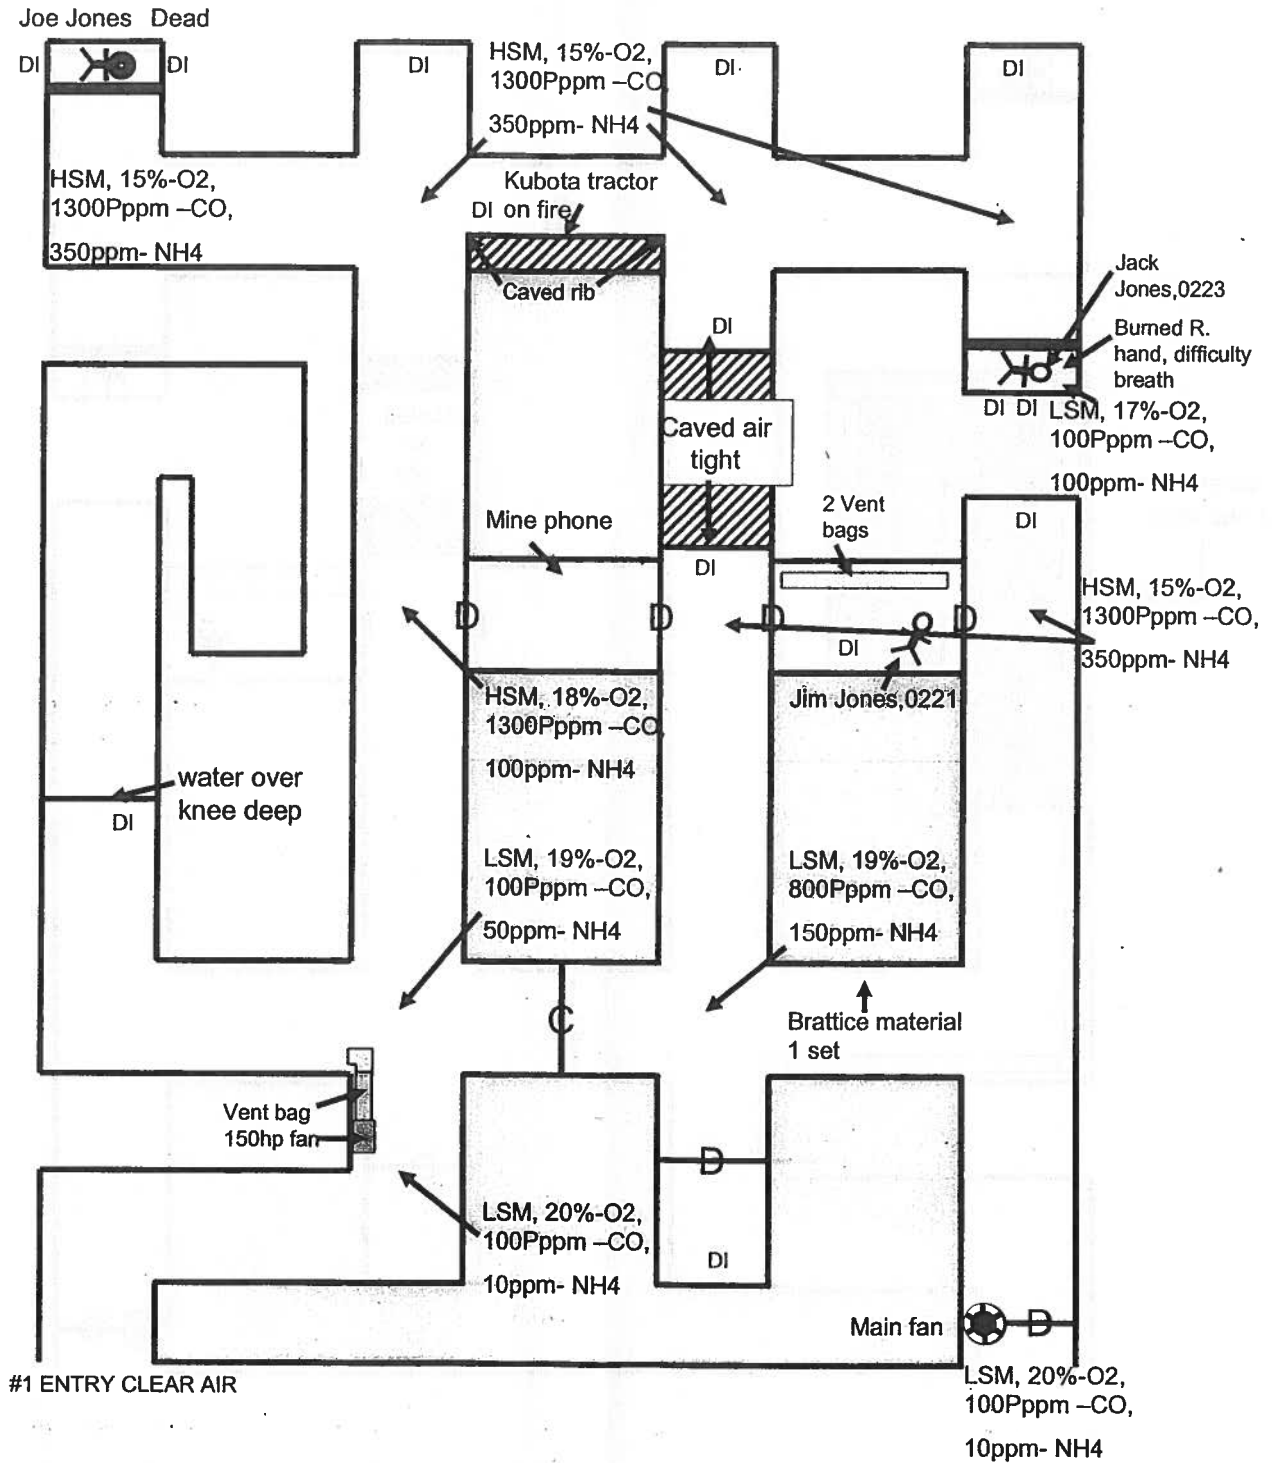 Joe Jones Dead
DI
DI
DI
HSM, 15%-O2,
1300Pppm –CO
350ppm- NH4
DI
DI
HSM, 15%-O2,
1300Pppm –CO,
350ppm- NH4
Kubota tractor
DI on fire
Caved rib
Jack
Jones,0223
Burned R.
hand, difficulty
breath
DI
Caved air
tight
DI DI
LSM, 17%-O2,
100Pppm –CO,
100ppm- NH4
2 Vent
bags
DI
Mine phone
DI
D
D
D
D
DI
HSM, 15%-O2,
1300Pppm –CO,
350ppm- NH4
HSM, 18%-O2,
1300Pppm –CO,
100ppm- NH4
Jim Jones,0221
water over
knee deep
DI
LSM, 19%-O2,
100Pppm –CO,
50ppm- NH4
LSM, 19%-O2,
800Pppm –CO,
150ppm- NH4
C
Brattice material
1 set
Vent bag
150hp fan
D
LSM, 20%-O2,
100Pppm –CO,
10ppm- NH4
DI
Main fan
D
#1 ENTRY CLEAR AIR
LSM, 20%-O2,
100Pppm –CO,
10ppm- NH4